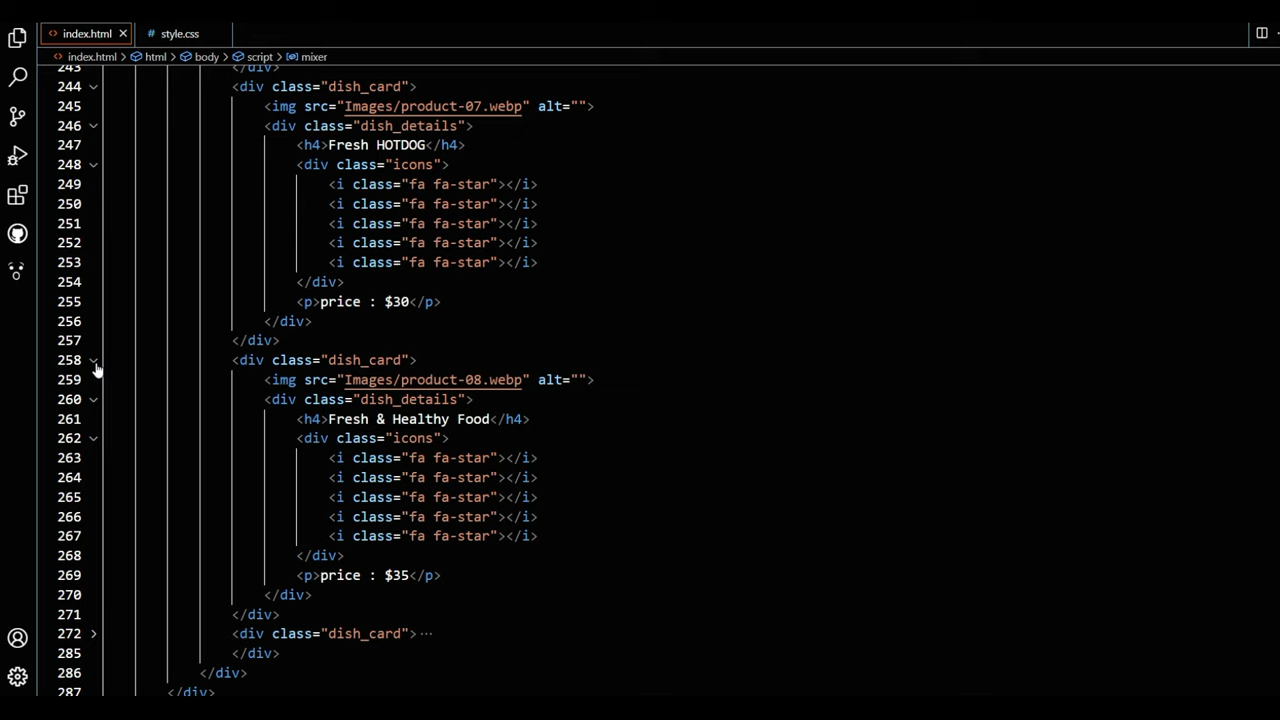 index.html
style.css
index.html > html > body > script > mixer
243 </div>
244 <div class="dish_card">
245 <img src="Images/product-07.webp" alt="">
246 <div class="dish_details">
247 <h4>Fresh HOTDOG</h4>
248 <div class="icons">
249 <i class="fa fa-star"></i>
250 <i class="fa fa-star"></i>
251 <i class="fa fa-star"></i>
252 <i class="fa fa-star"></i>
253 <i class="fa fa-star"></i>
254 </div>
255 <p>price : $30</p>
256 </div>
257 </div>
258 <div class="dish_card">
259 <img src="Images/product-08.webp" alt="">
260 <div class="dish_details">
261 <h4>Fresh & Healthy Food</h4>
262 <div class="icons">
263 <i class="fa fa-star"></i>
264 <i class="fa fa-star"></i>
265 <i class="fa fa-star"></i>
266 <i class="fa fa-star"></i>
267 <i class="fa fa-star"></i>
268 </div>
269 <p>price : $35</p>
270 </div>
271 </div>
272 <div class="dish_card">···
285 </div>
286 </div>
287 </div>